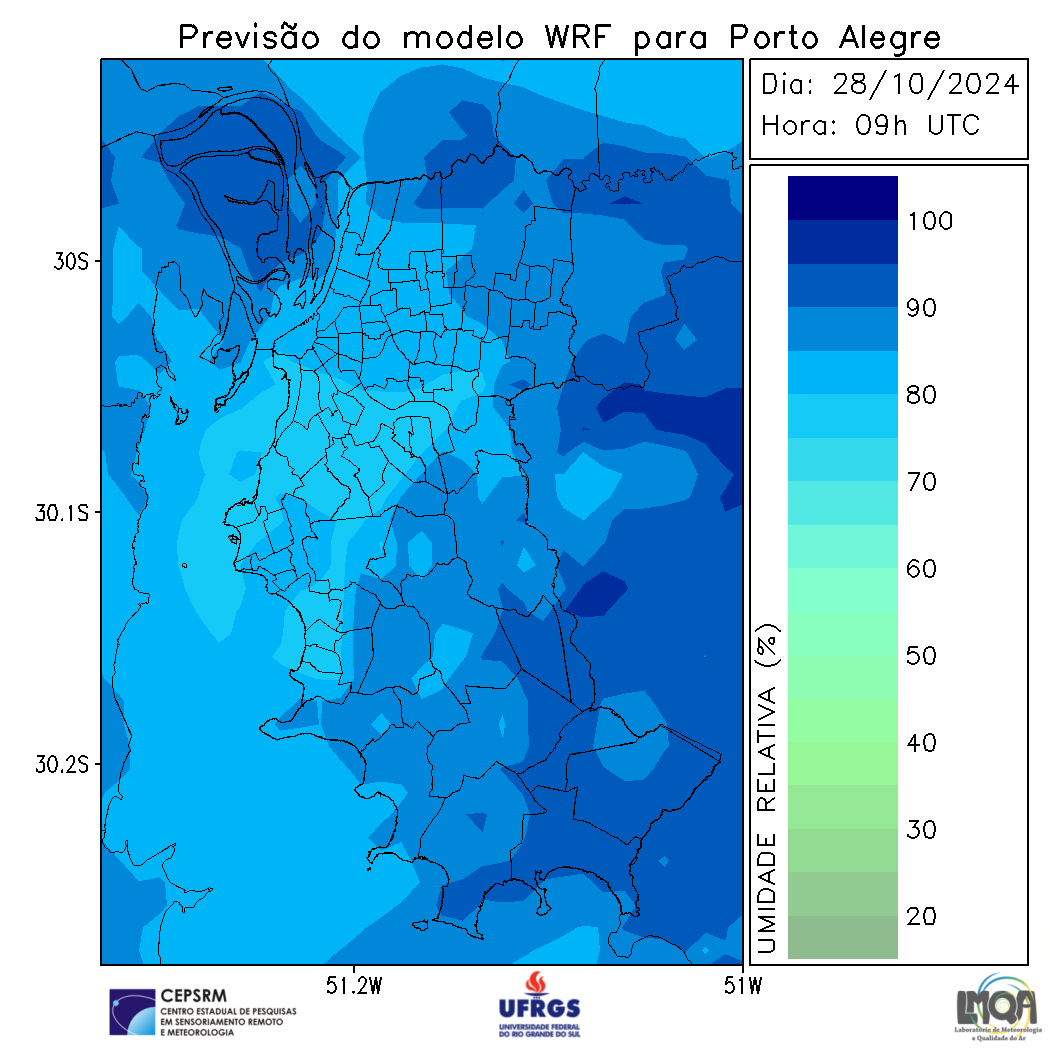 Previsão do modelo WRF para Porto Alegre
Dia: 28/10/2024
Hora: 09h UTC
30S
30.1S
30.2S
51.2W
51W
UMIDADE RELATIVA (%)
100
90
80
70
60
50
40
30
20
CEPSRM
CENTRO ESTADUAL DE PESQUISAS
EM SENSORIAMENTO REMOTO
E METEOROLOGIA
UFRGS
UNIVERSIDADE FEDERAL
DO RIO GRANDE DO SUL
LMQA
Laboratório de Meteorologia
e Qualidade do Ar